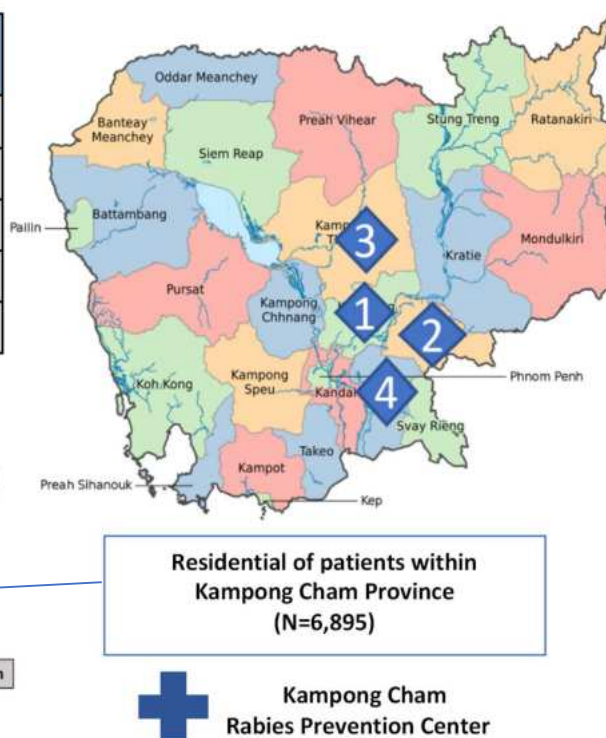 Oddar Meanchey
Banteay
Meanchey
Preah Vihear
Stung Treng
Ratanakiri
Siem Reap
Battambang
Pailin
3
Kratie
Mondulkiri
Pursat
Kampong
Chhnang
1
2
Phnom Penh
Koh Kong
Kampong
Speu
4
Svay Rieng
Takeo
Kampot
Preah Sihanouk
Kep
Residential of patients within
Kampong Cham Province
(N=6,895)
Kampong Cham
Rabies Prevention Center